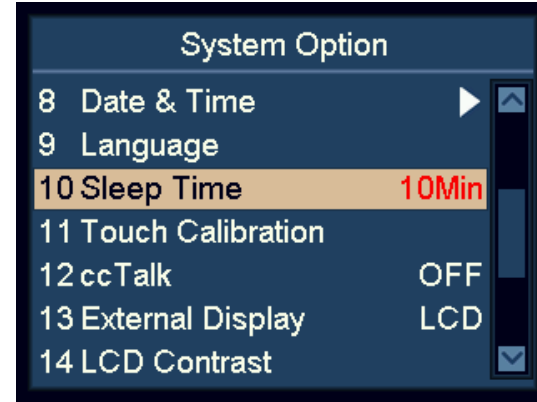 System Option
8 Date & Time
9 Language
10 Sleep Time 10Min
11 Touch Calibration
12 ccTalk OFF
13 External Display LCD
14 LCD Contrast